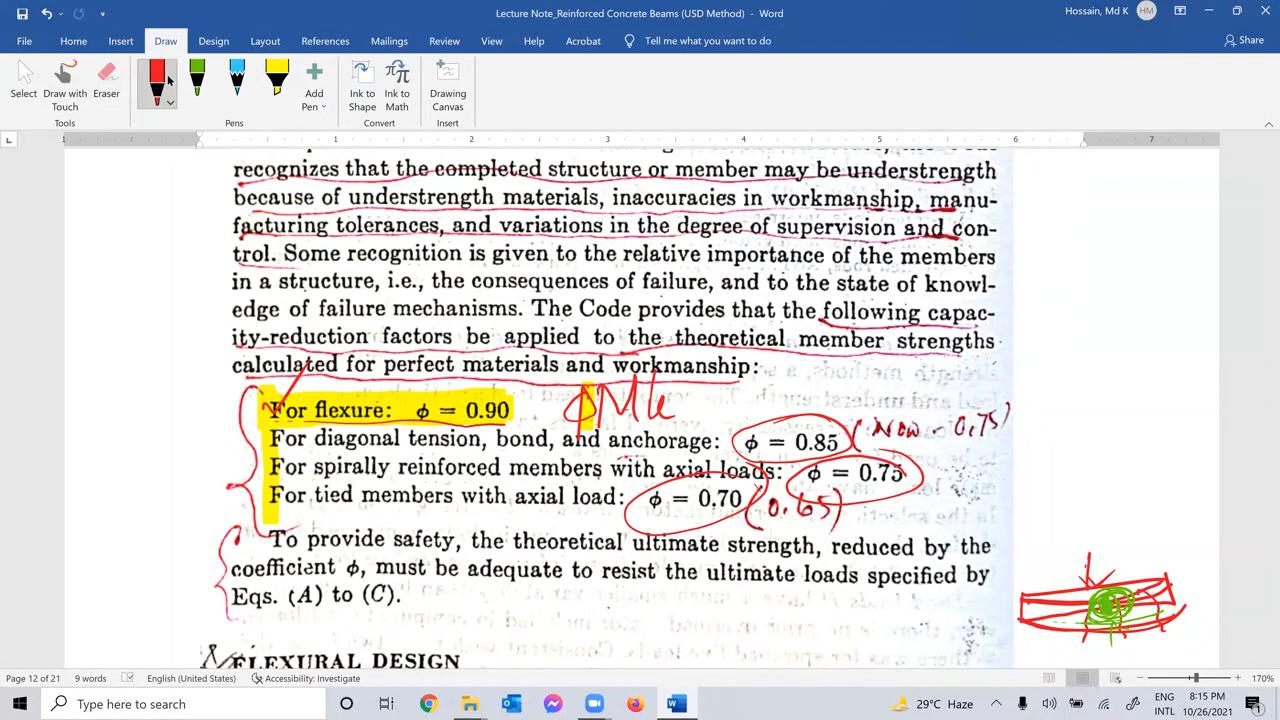 Lecture Note_Reinforced Concrete Beams (USD Method) - Word
Hossain, Md K HM
File Home Insert Draw Design Layout References Mailings Review View Help Acrobat Tell me what you want to do Share
Select Draw with Touch Eraser Add Pen Ink to Shape Ink to Math Drawing Canvas
Tools Pens Convert Insert
1 1 2 3 4 5 6 7
recognizes that the completed structure or member may be understrength
because of understrength materials, inaccuracies in workmanship, manu-
facturing tolerances, and variations in the degree of supervision and con-
trol. Some recognition is given to the relative importance of the members
in a structure, i.e., the consequences of failure, and to the state of knowl-
edge of failure mechanisms. The Code provides that the following capac-
ity-reduction factors be applied to the theoretical member strengths
calculated for perfect materials and workmanship:
For flexure: ϕ = 0.90
For diagonal tension, bond, and anchorage: ϕ = 0.85 (Now - 0.75)
For spirally reinforced members with axial loads: ϕ = 0.75
For tied members with axial load: ϕ = 0.70 (0.65)
To provide safety, the theoretical ultimate strength, reduced by the
coefficient ϕ, must be adequate to resist the ultimate loads specified by
Eqs. (A) to (C).
FLEXURAL DESIGN
Page 12 of 21 9 words English (United States) Accessibility: Investigate 170%
Type here to search 29°C Haze ENG INTL 8:15 PM 10/26/2021